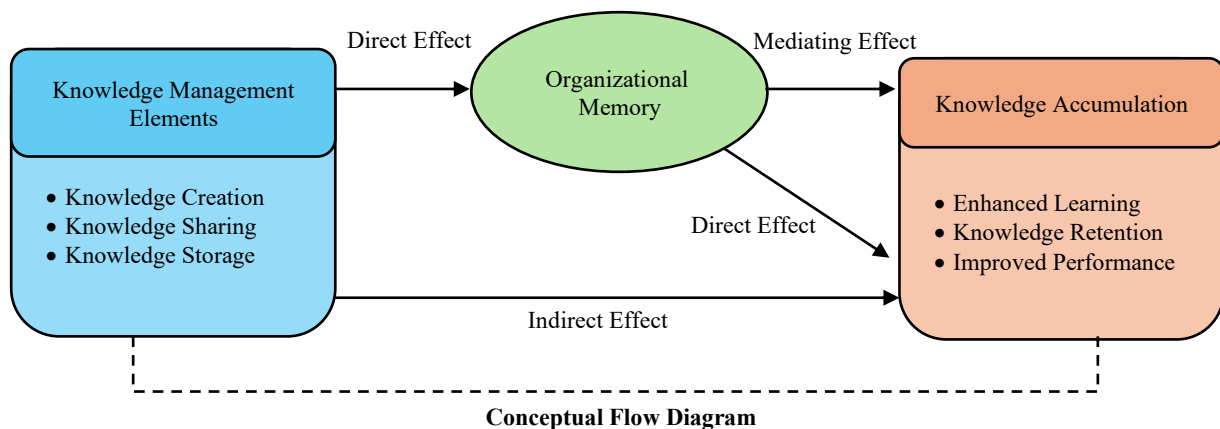 Direct Effect
Mediating Effect
Knowledge Management
Elements
Organizational
Memory
Knowledge Accumulation
• Knowledge Creation
• Knowledge Sharing
• Knowledge Storage
Direct Effect
• Enhanced Learning
• Knowledge Retention
• Improved Performance
Indirect Effect
Conceptual Flow Diagram